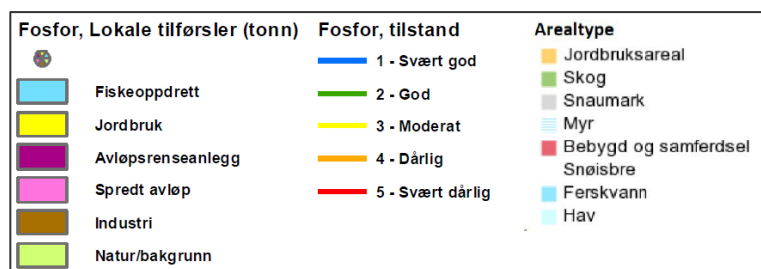 Fosfor, Lokale tilførsler (tonn)
Fiskeoppdrett
Jordbruk
Avløpsrenseanlegg
Spredt avløp
Industri
Natur/bakgrunn
Fosfor, tilstand
1 - Svært god
2 - God
3 - Moderat
4 - Dårlig
5 - Svært dårlig
Arealtype
Jordbruksareal
Skog
Snaumark
Myr
Bebygd og samferdsel
Snøisbre
Ferskvann
Hav